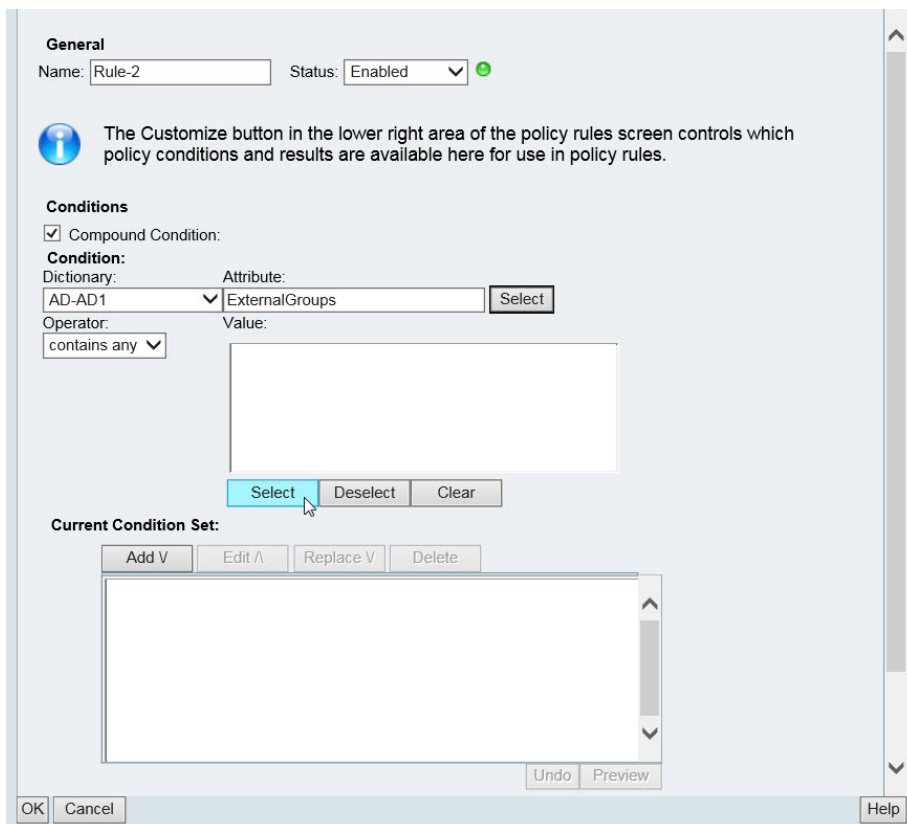 General
Name: Rule-2 Status: Enabled
The Customize button in the lower right area of the policy rules screen controls which
policy conditions and results are available here for use in policy rules.
Conditions
Compound Condition:
Condition:
Dictionary: Attribute:
AD-AD1 ExternalGroups Select
Operator: Value:
contains any
Select Deselect Clear
Current Condition Set:
Add \/ Edit /\ Replace \/ Delete
Undo Preview
OK Cancel Help